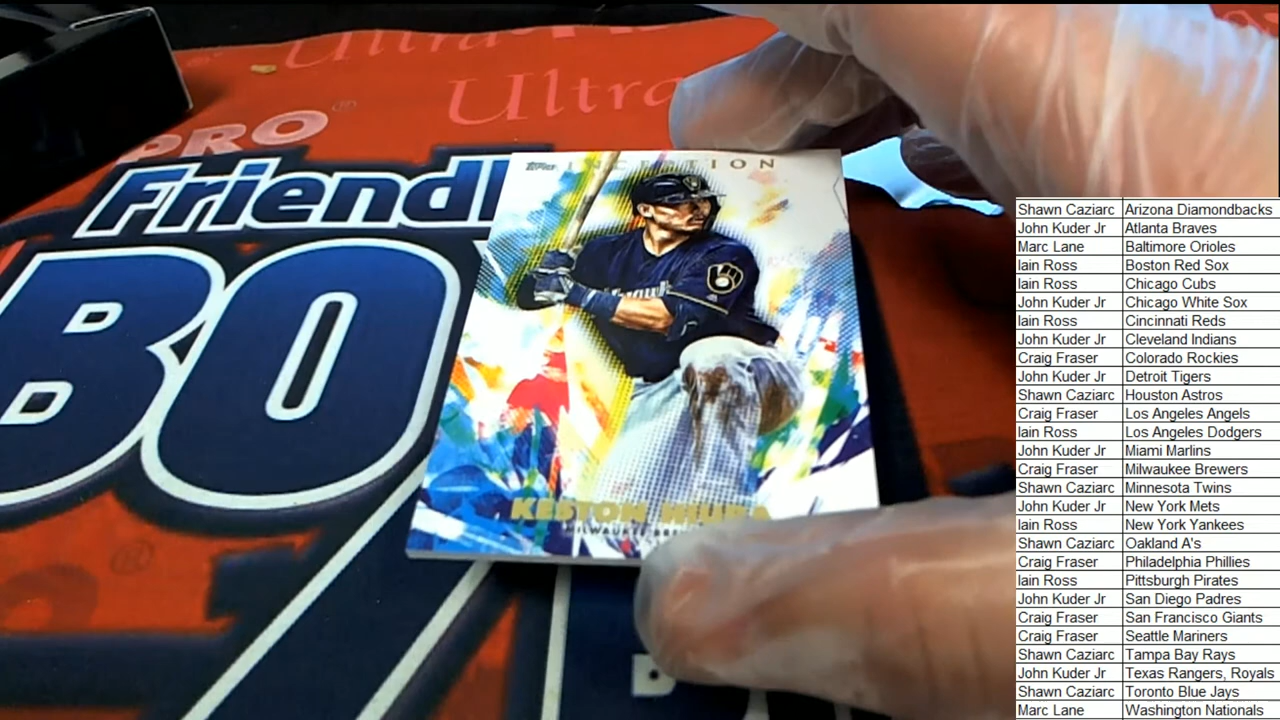 Ultra
PRO
Ultra
Friendl
BO
Topps INCEPTION
KESTON HIURA
Shawn Caziarc Arizona Diamondbacks
John Kuder Jr Atlanta Braves
Marc Lane Baltimore Orioles
Iain Ross Boston Red Sox
Iain Ross Chicago Cubs
John Kuder Jr Chicago White Sox
Iain Ross Cincinnati Reds
John Kuder Jr Cleveland Indians
Craig Fraser Colorado Rockies
John Kuder Jr Detroit Tigers
Shawn Caziarc Houston Astros
Craig Fraser Los Angeles Angels
Iain Ross Los Angeles Dodgers
John Kuder Jr Miami Marlins
Craig Fraser Milwaukee Brewers
Shawn Caziarc Minnesota Twins
John Kuder Jr New York Mets
Iain Ross New York Yankees
Shawn Caziarc Oakland A's
Craig Fraser Philadelphia Phillies
Iain Ross Pittsburgh Pirates
John Kuder Jr San Diego Padres
Craig Fraser San Francisco Giants
Craig Fraser Seattle Mariners
Shawn Caziarc Tampa Bay Rays
John Kuder Jr Texas Rangers, Royals
Shawn Caziarc Toronto Blue Jays
Marc Lane Washington Nationals